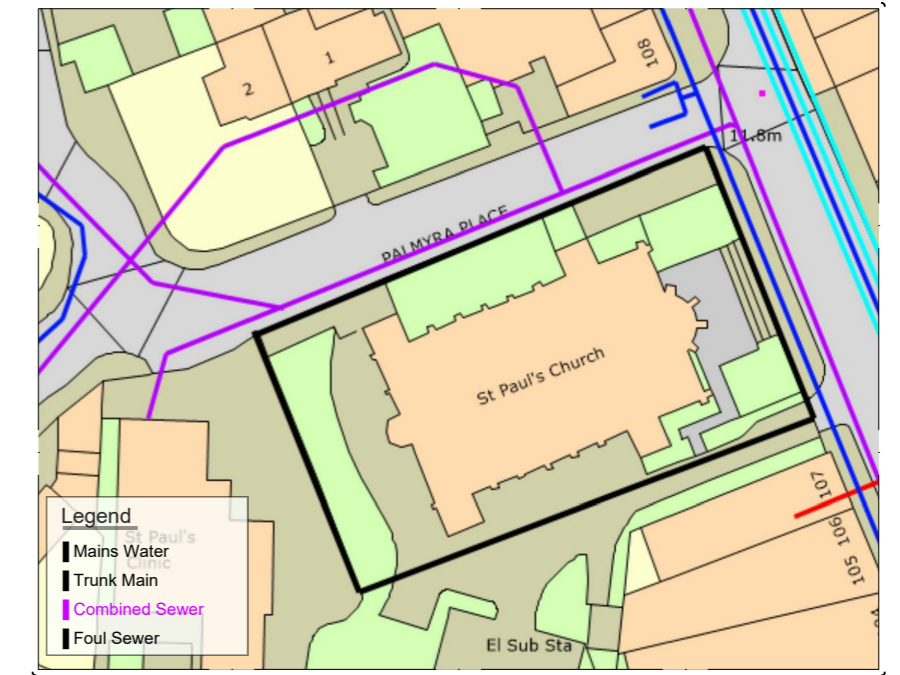 1
2
108
11.8m
PALMYRA PLACE
St Paul's Church
107
106
105
Legend
St Paul's
Clinic
Mains Water
Trunk Main
Combined Sewer
Foul Sewer
El Sub Sta